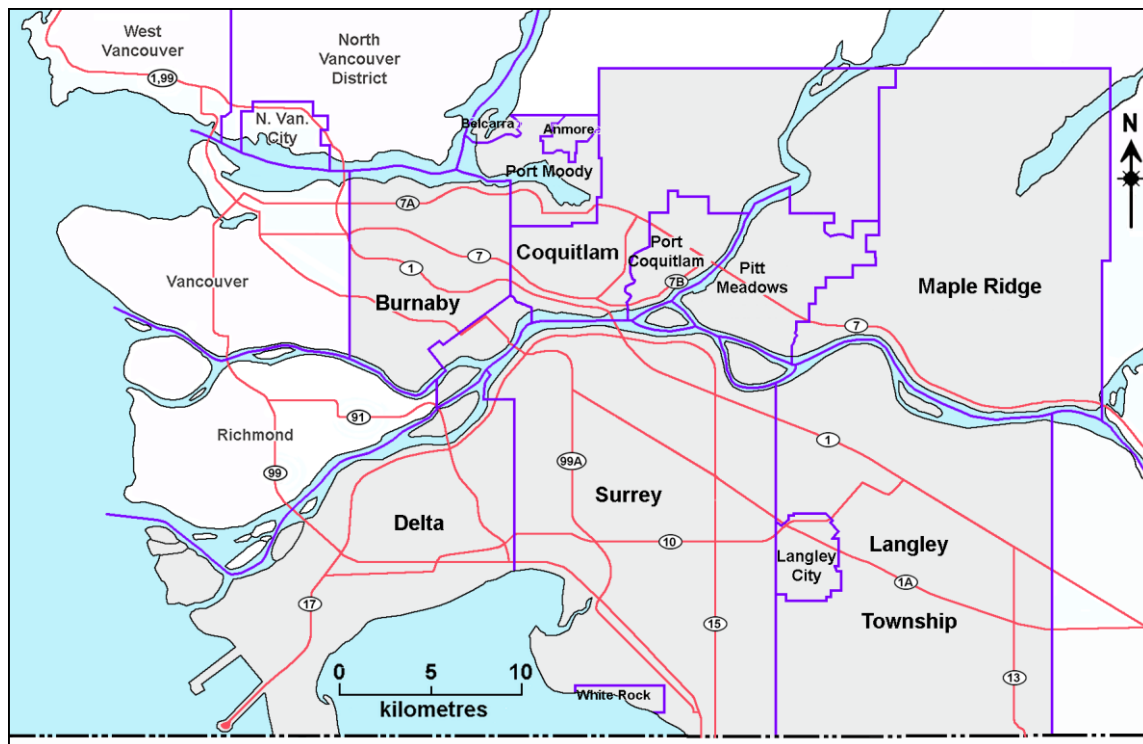 West
Vancouver
North
Vancouver
District
1,99
N. Van.
City
Belcarra
Anmore
N
Port Moody
7A
Coquitlam
Port
Coquitlam
7
1
7B
Pitt
Meadows
Vancouver
Burnaby
Maple Ridge
7
91
Richmond
99
99A
1
Surrey
Delta
10
Langley
City
Langley
1A
Township
17
15
0 5 10
kilometres
White Rock
13